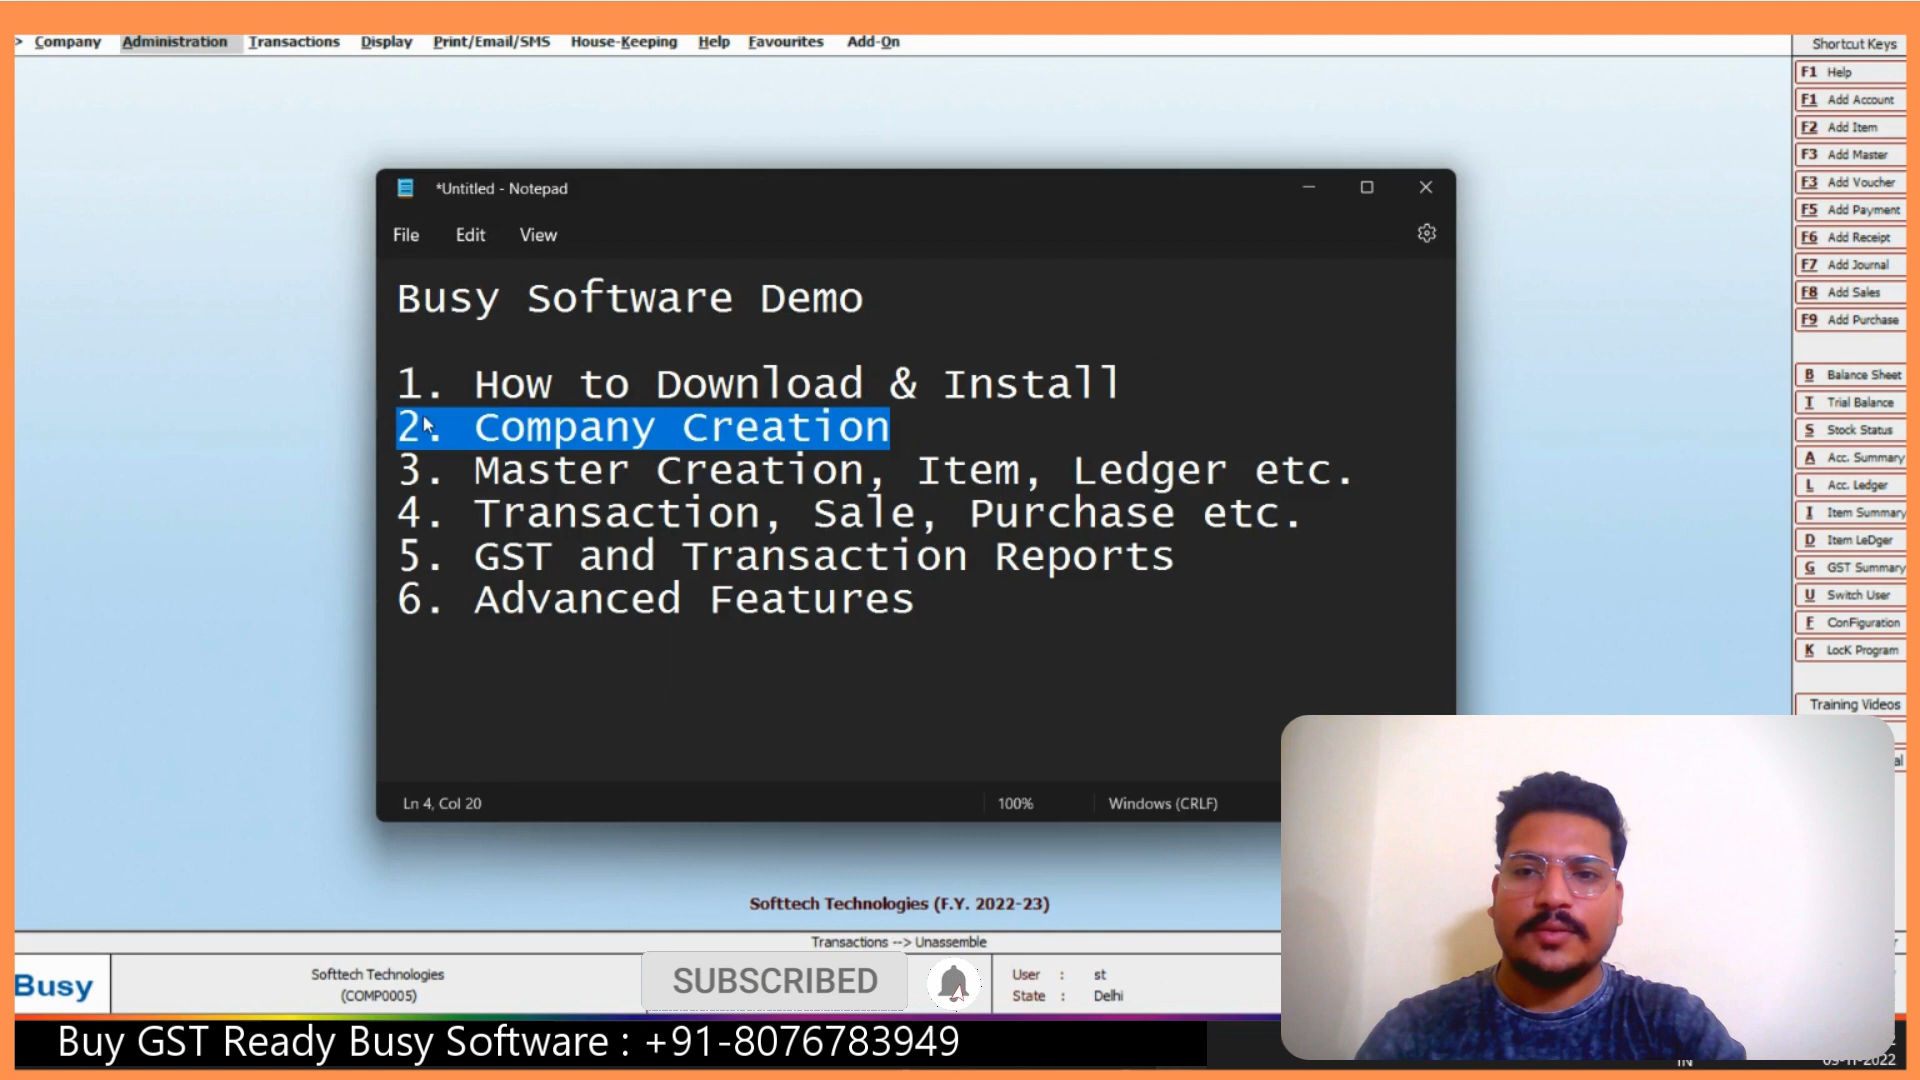 > Company Administration Transactions Display Print/Email/SMS House-Keeping Help Favourites Add-On
Shortcut Keys
F1 Help
F1 Add Account
F2 Add Item
F3 Add Master
F3 Add Voucher
F5 Add Payment
F6 Add Receipt
F7 Add Journal
F8 Add Sales
F9 Add Purchase
B Balance Sheet
T Trial Balance
S Stock Status
A Acc. Summary
L Acc. Ledger
I Item Summary
D Item LeDger
G GST Summary
U Switch User
F ConFiguration
K LocK Program
Training Videos
*Untitled - Notepad
File Edit View
Busy Software Demo
1. How to Download & Install
2. Company Creation
3. Master Creation, Item, Ledger etc.
4. Transaction, Sale, Purchase etc.
5. GST and Transaction Reports
6. Advanced Features
Ln 4, Col 20 100% Windows (CRLF)
Softtech Technologies (F.Y. 2022-23)
Transactions --> Unassemble
Busy
Softtech Technologies
(COMP0005)
SUBSCRIBED
User : st
State : Delhi
Buy GST Ready Busy Software : +91-8076783949